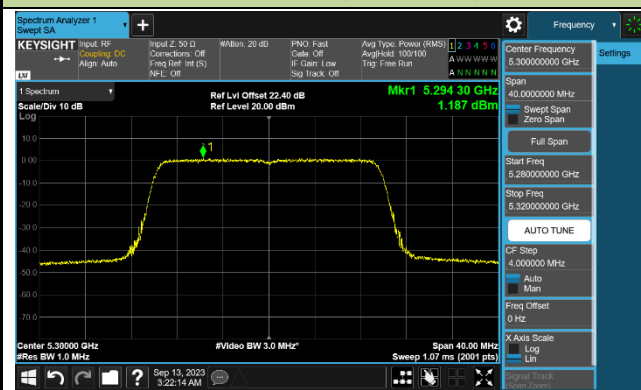 Spectrum Analyzer 1
Swept SA
Frequency
KEYSIGHT
Input: RF
Coupling: DC
Align: Auto
Input Z: 50 Ω
Corrections: Off
Freq Ref: Int (S)
NFE: Off
#Atten: 20 dB
PNO: Fast
Gate: Off
IF Gain: Low
Sig Track: Off
Avg Type: Power (RMS)
Avg|Hold: 100/100
Trig: Free Run
1 2 3 4 5 6
A W W W W W
A N N N N N
LXI
1 Spectrum
Scale/Div 10 dB
Log
Ref Lvl Offset 22.40 dB
Ref Level 20.00 dBm
Mkr1 5.294 30 GHz
1.187 dBm
1
10.0
0.00
-10.0
-20.0
-30.0
-40.0
-50.0
-60.0
-70.0
Center 5.30000 GHz
#Res BW 1.0 MHz
#Video BW 3.0 MHz*
Span 40.00 MHz
Sweep 1.07 ms (2001 pts)
Sep 13, 2023
3:22:14 AM
Center Frequency
5.300000000 GHz
Span
40.0000000 MHz
Swept Span
Zero Span
Full Span
Start Freq
5.280000000 GHz
Stop Freq
5.320000000 GHz
AUTO TUNE
CF Step
4.000000 MHz
Auto
Man
Freq Offset
0 Hz
X Axis Scale
Log
Lin
Signal Track
(Span Zoom)
Settings